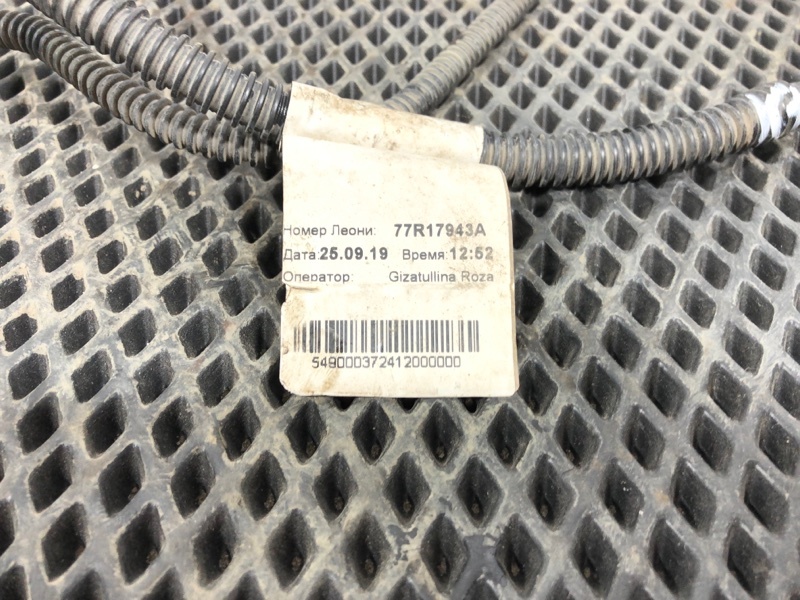 Номер Леони: 77R17943A
Дата: 25.09.19 Время: 12:52
Оператор: Gizatullina Roza
549000372412000000